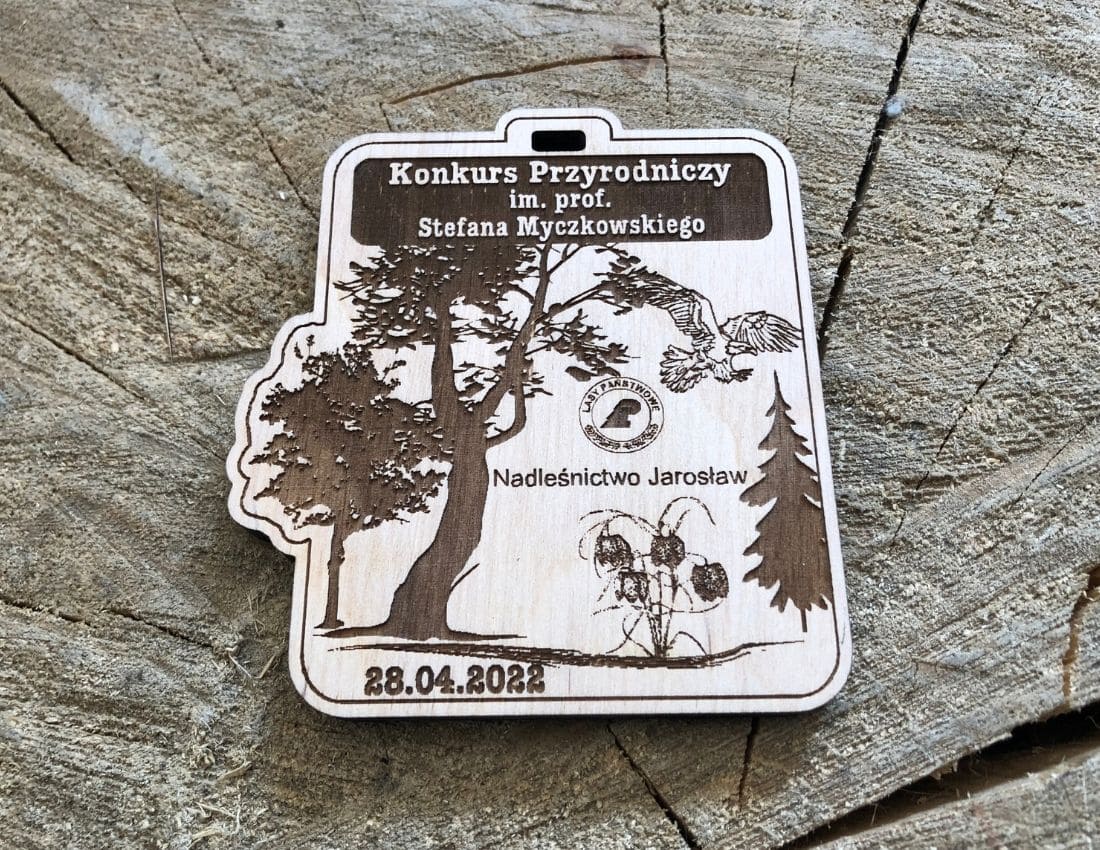 Konkurs Przyrodniczy
im. prof.
Stefana Myczkowskiego
LASY PAŃSTWOWE
Nadleśnictwo Jarosław
28.04.2022